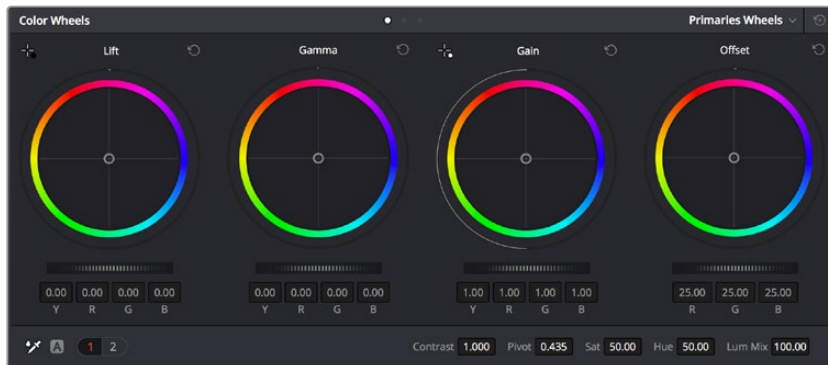 Color Wheels Primaries Wheels
Lift Gamma Gain Offset
0.00 0.00 0.00 0.00 0.00 0.00 0.00 0.00 1.00 1.00 1.00 1.00 25.00 25.00 25.00
Y R G B Y R G B Y R G B R G B
A 1 2 Contrast 1.000 Pivot 0.435 Sat 50.00 Hue 50.00 Lum Mix 100.00